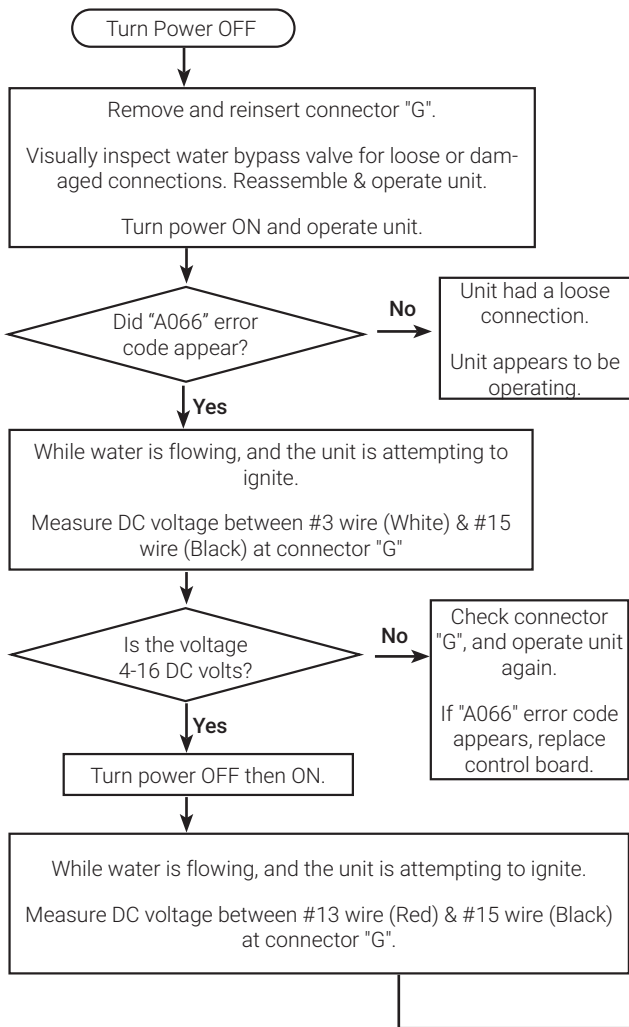 Turn Power OFF
Remove and reinsert connector "G".
Visually inspect water bypass valve for loose or dam-
aged connections. Reassemble & operate unit.
Turn power ON and operate unit.
Did “A066” error
code appear?
No
Unit had a loose
connection.
Unit appears to be
operating.
Yes
While water is flowing, and the unit is attempting to
ignite.
Measure DC voltage between #3 wire (White) & #15
wire (Black) at connector "G"
Is the voltage
4-16 DC volts?
No
Check connector
"G", and operate unit
again.
If "A066" error code
appears, replace
control board.
Yes
Turn power OFF then ON.
While water is flowing, and the unit is attempting to ignite.
Measure DC voltage between #13 wire (Red) & #15 wire (Black)
at connector "G".